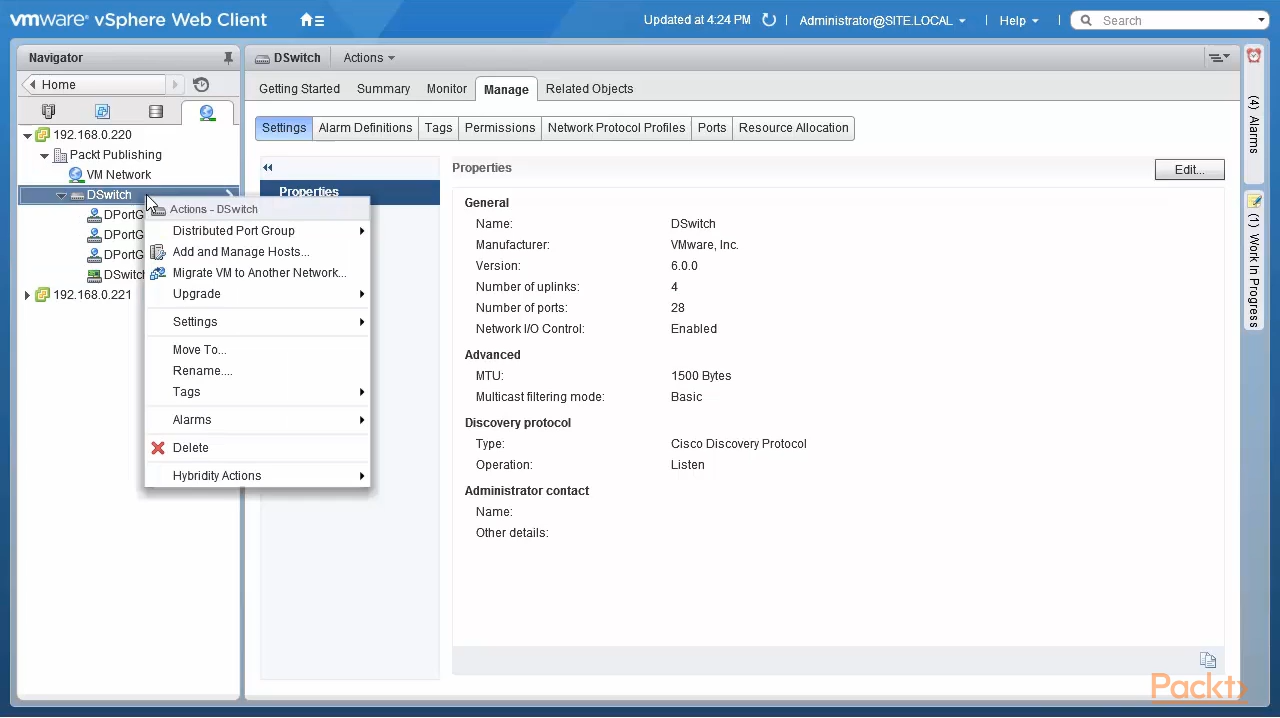 vmware® vSphere Web Client
Updated at 4:24 PM
Administrator@SITE.LOCAL
Help
Search
Navigator
Home
192.168.0.220
Packt Publishing
VM Network
DSwitch
DPortG
DPortG
DPortG
DSwitch
192.168.0.221
Actions - DSwitch
Distributed Port Group
Add and Manage Hosts...
Migrate VM to Another Network...
Upgrade
Settings
Move To...
Rename....
Tags
Alarms
Delete
Hybridity Actions
DSwitch Actions
Getting Started Summary Monitor Manage Related Objects
Settings Alarm Definitions Tags Permissions Network Protocol Profiles Ports Resource Allocation
Properties
Properties
Edit...
General
Name: DSwitch
Manufacturer: VMware, Inc.
Version: 6.0.0
Number of uplinks: 4
Number of ports: 28
Network I/O Control: Enabled
Advanced
MTU: 1500 Bytes
Multicast filtering mode: Basic
Discovery protocol
Type: Cisco Discovery Protocol
Operation: Listen
Administrator contact
Name:
Other details:
(4) Alarms
(1) Work In Progress
Packt